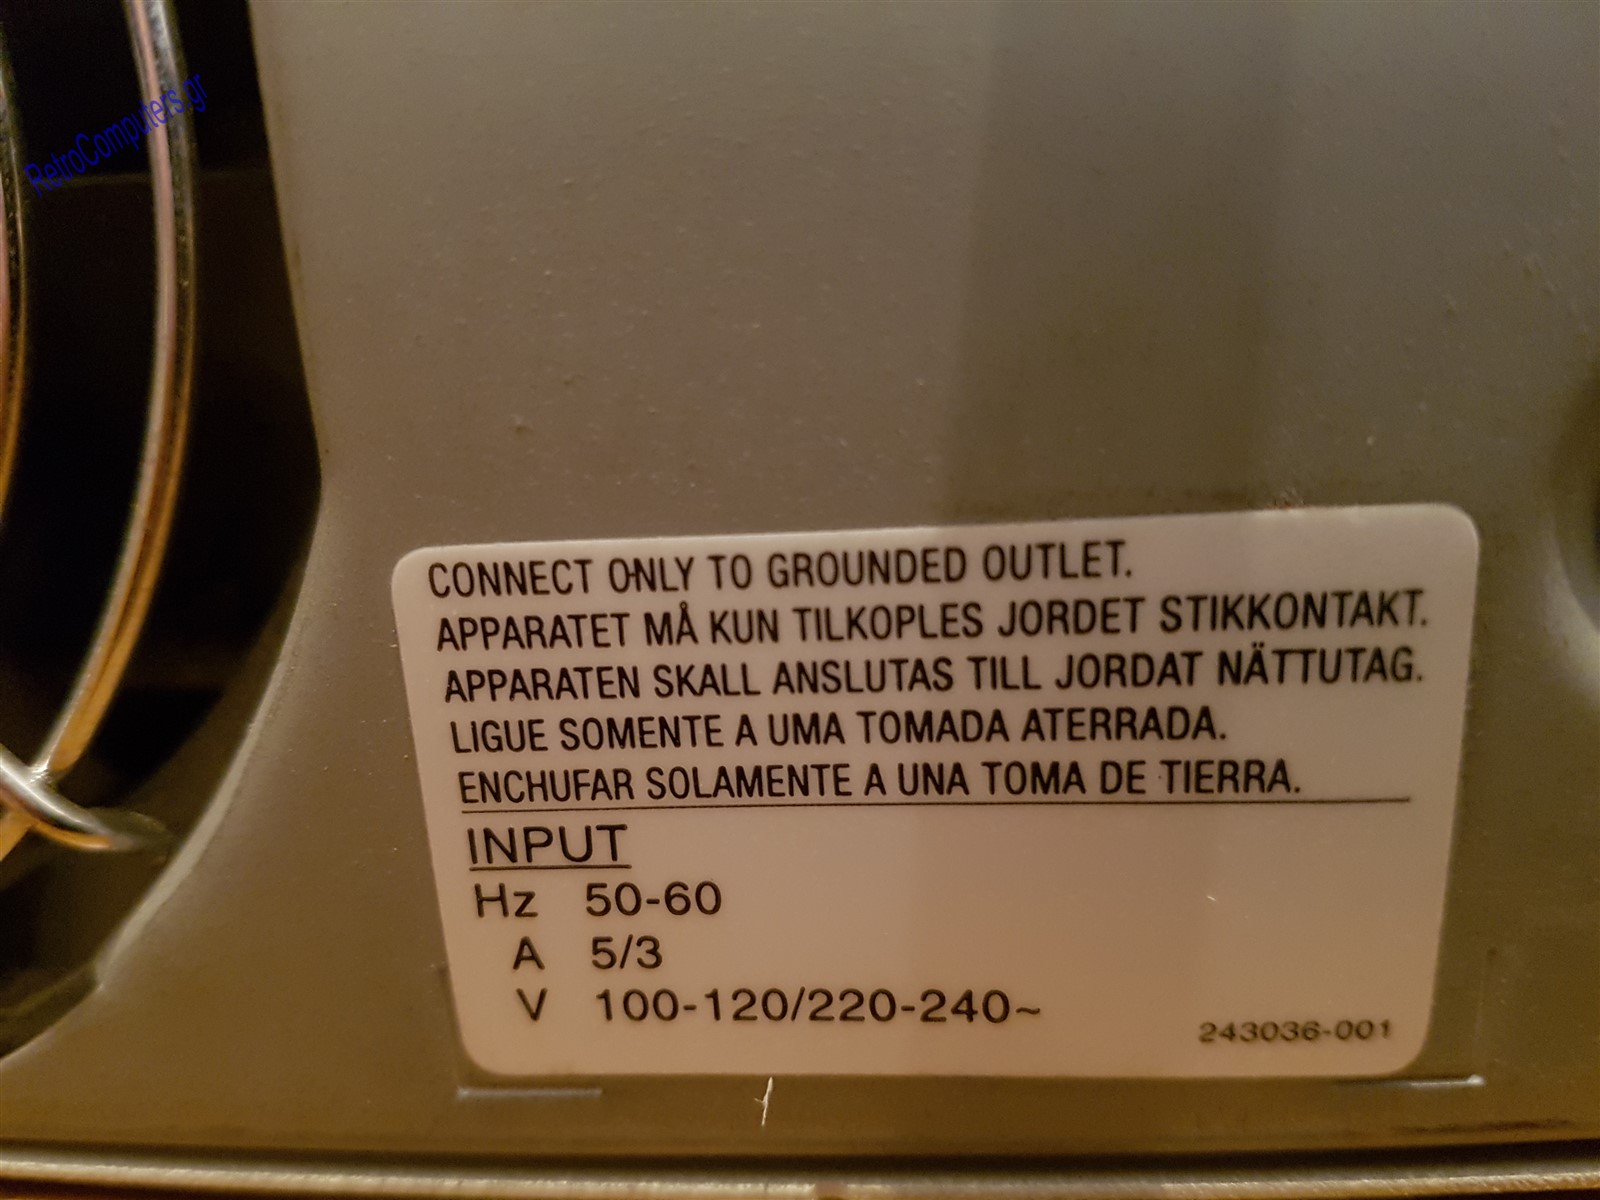 RetroComputers.gr
CONNECT ONLY TO GROUNDED OUTLET.
APPARATET MÅ KUN TILKOPLES JORDET STIKKONTAKT.
APPARATEN SKALL ANSLUTAS TILL JORDAT NÄTTUTAG.
LIGUE SOMENTE A UMA TOMADA ATERRADA.
ENCHUFAR SOLAMENTE A UNA TOMA DE TIERRA.
INPUT
Hz 50-60
A 5/3
V 100-120/220-240~
243036-001